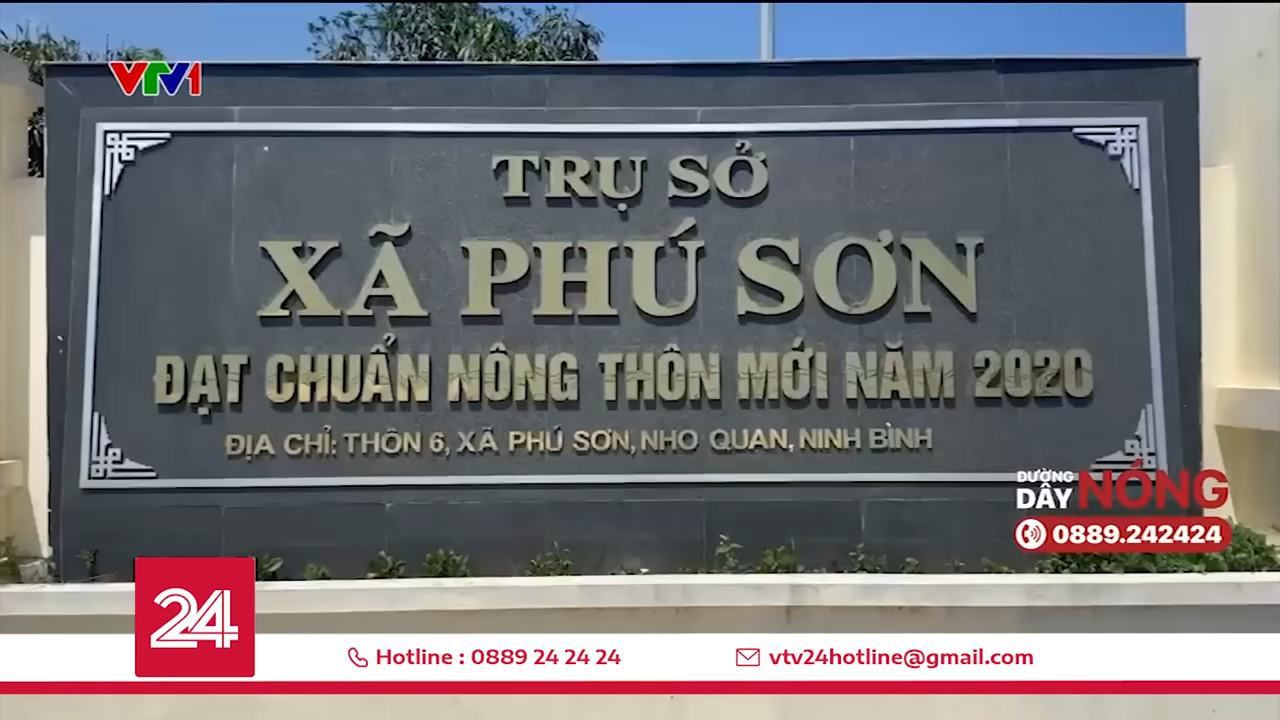 VTV1
TRỤ SỞ
XÃ PHÚ SƠN
ĐẠT CHUẨN NÔNG THÔN MỚI NĂM 2020
ĐỊA CHỈ: THÔN 6, XÃ PHÚ SƠN, NHO QUAN, NINH BÌNH
ĐƯỜNG
DÂY NÓNG
0889.242424
24
Hotline : 0889 24 24 24
vtv24hotline@gmail.com